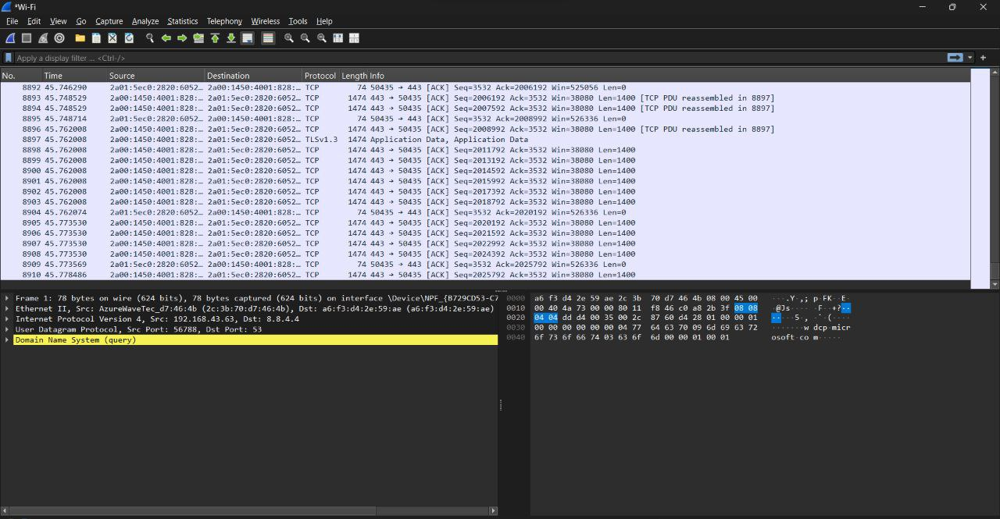 *Wi-Fi
File Edit View Go Capture Analyze Statistics Telephony Wireless Tools Help
Apply a display filter ... <Ctrl-/>
No. Time Source Destination Protocol Length Info
8892 45.746290 2a01:5ec0:2820:6052… 2a00:1450:4001:828:… TCP 74 50435 → 443 [ACK] Seq=3532 Ack=2006192 Win=525056 Len=0
8893 45.748529 2a00:1450:4001:828:… 2a01:5ec0:2820:6052… TCP 1474 443 → 50435 [ACK] Seq=2006192 Ack=3532 Win=38080 Len=1400 [TCP PDU reassembled in 8897]
8894 45.748529 2a00:1450:4001:828:… 2a01:5ec0:2820:6052… TCP 1474 443 → 50435 [ACK] Seq=2007592 Ack=3532 Win=38080 Len=1400 [TCP PDU reassembled in 8897]
8895 45.748714 2a01:5ec0:2820:6052… 2a00:1450:4001:828:… TCP 74 50435 → 443 [ACK] Seq=3532 Ack=2008992 Win=526336 Len=0
8896 45.762008 2a00:1450:4001:828:… 2a01:5ec0:2820:6052… TCP 1474 443 → 50435 [ACK] Seq=2008992 Ack=3532 Win=38080 Len=1400 [TCP PDU reassembled in 8897]
8897 45.762008 2a00:1450:4001:828:… 2a01:5ec0:2820:6052… TLSv1.3 1474 Application Data, Application Data
8898 45.762008 2a00:1450:4001:828:… 2a01:5ec0:2820:6052… TCP 1474 443 → 50435 [ACK] Seq=2011792 Ack=3532 Win=38080 Len=1400
8899 45.762008 2a00:1450:4001:828:… 2a01:5ec0:2820:6052… TCP 1474 443 → 50435 [ACK] Seq=2013192 Ack=3532 Win=38080 Len=1400
8900 45.762008 2a00:1450:4001:828:… 2a01:5ec0:2820:6052… TCP 1474 443 → 50435 [ACK] Seq=2014592 Ack=3532 Win=38080 Len=1400
8901 45.762008 2a00:1450:4001:828:… 2a01:5ec0:2820:6052… TCP 1474 443 → 50435 [ACK] Seq=2015992 Ack=3532 Win=38080 Len=1400
8902 45.762008 2a00:1450:4001:828:… 2a01:5ec0:2820:6052… TCP 1474 443 → 50435 [ACK] Seq=2017392 Ack=3532 Win=38080 Len=1400
8903 45.762008 2a00:1450:4001:828:… 2a01:5ec0:2820:6052… TCP 1474 443 → 50435 [ACK] Seq=2018792 Ack=3532 Win=38080 Len=1400
8904 45.762074 2a01:5ec0:2820:6052… 2a00:1450:4001:828:… TCP 74 50435 → 443 [ACK] Seq=3532 Ack=2020192 Win=526336 Len=0
8905 45.773530 2a00:1450:4001:828:… 2a01:5ec0:2820:6052… TCP 1474 443 → 50435 [ACK] Seq=2020192 Ack=3532 Win=38080 Len=1400
8906 45.773530 2a00:1450:4001:828:… 2a01:5ec0:2820:6052… TCP 1474 443 → 50435 [ACK] Seq=2021592 Ack=3532 Win=38080 Len=1400
8907 45.773530 2a00:1450:4001:828:… 2a01:5ec0:2820:6052… TCP 1474 443 → 50435 [ACK] Seq=2022992 Ack=3532 Win=38080 Len=1400
8908 45.773530 2a00:1450:4001:828:… 2a01:5ec0:2820:6052… TCP 1474 443 → 50435 [ACK] Seq=2024392 Ack=3532 Win=38080 Len=1400
8909 45.773569 2a01:5ec0:2820:6052… 2a00:1450:4001:828:… TCP 74 50435 → 443 [ACK] Seq=3532 Ack=2025792 Win=526336 Len=0
8910 45.778486 2a00:1450:4001:828:… 2a01:5ec0:2820:6052… TCP 1474 443 → 50435 [ACK] Seq=2025792 Ack=3532 Win=38080 Len=1400
Frame 1: 78 bytes on wire (624 bits), 78 bytes captured (624 bits) on interface \Device\NPF_{B729CD53-C7
Ethernet II, Src: AzureWaveTec_d7:46:4b (2c:3b:70:d7:46:4b), Dst: a6:f3:d4:2e:59:ae (a6:f3:d4:2e:59:ae)
Internet Protocol Version 4, Src: 192.168.43.63, Dst: 8.8.4.4
User Datagram Protocol, Src Port: 56788, Dst Port: 53
Domain Name System (query)
0000 a6 f3 d4 2e 59 ae 2c 3b 70 d7 46 4b 08 00 45 00 ···.Y·,; p·FK··E·
0010 00 40 4a 73 00 00 80 11 f8 46 c0 a8 2b 3f 08 08 ·@Js···· ·F··+?··
0020 04 04 dd d4 00 35 00 2c 87 60 d4 28 01 00 00 01 ·····5·, ·`·(····
0030 00 00 00 00 00 00 04 77 64 63 70 09 6d 69 63 72 ·······w dcp·micr
0040 6f 73 6f 66 74 03 63 6f 6d 00 00 01 00 01 osoft·co m·····